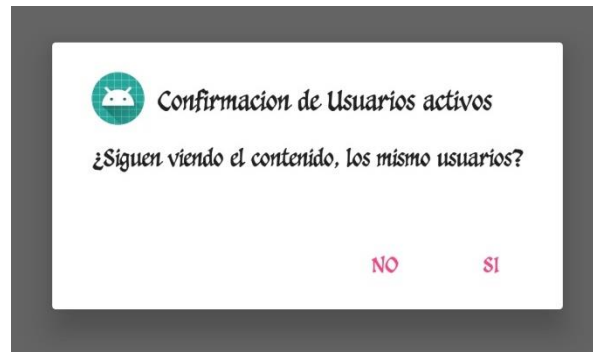 Confirmacion de Usuarios activos
¿Siguen viendo el contenido, los mismo usuarios?
NO SI